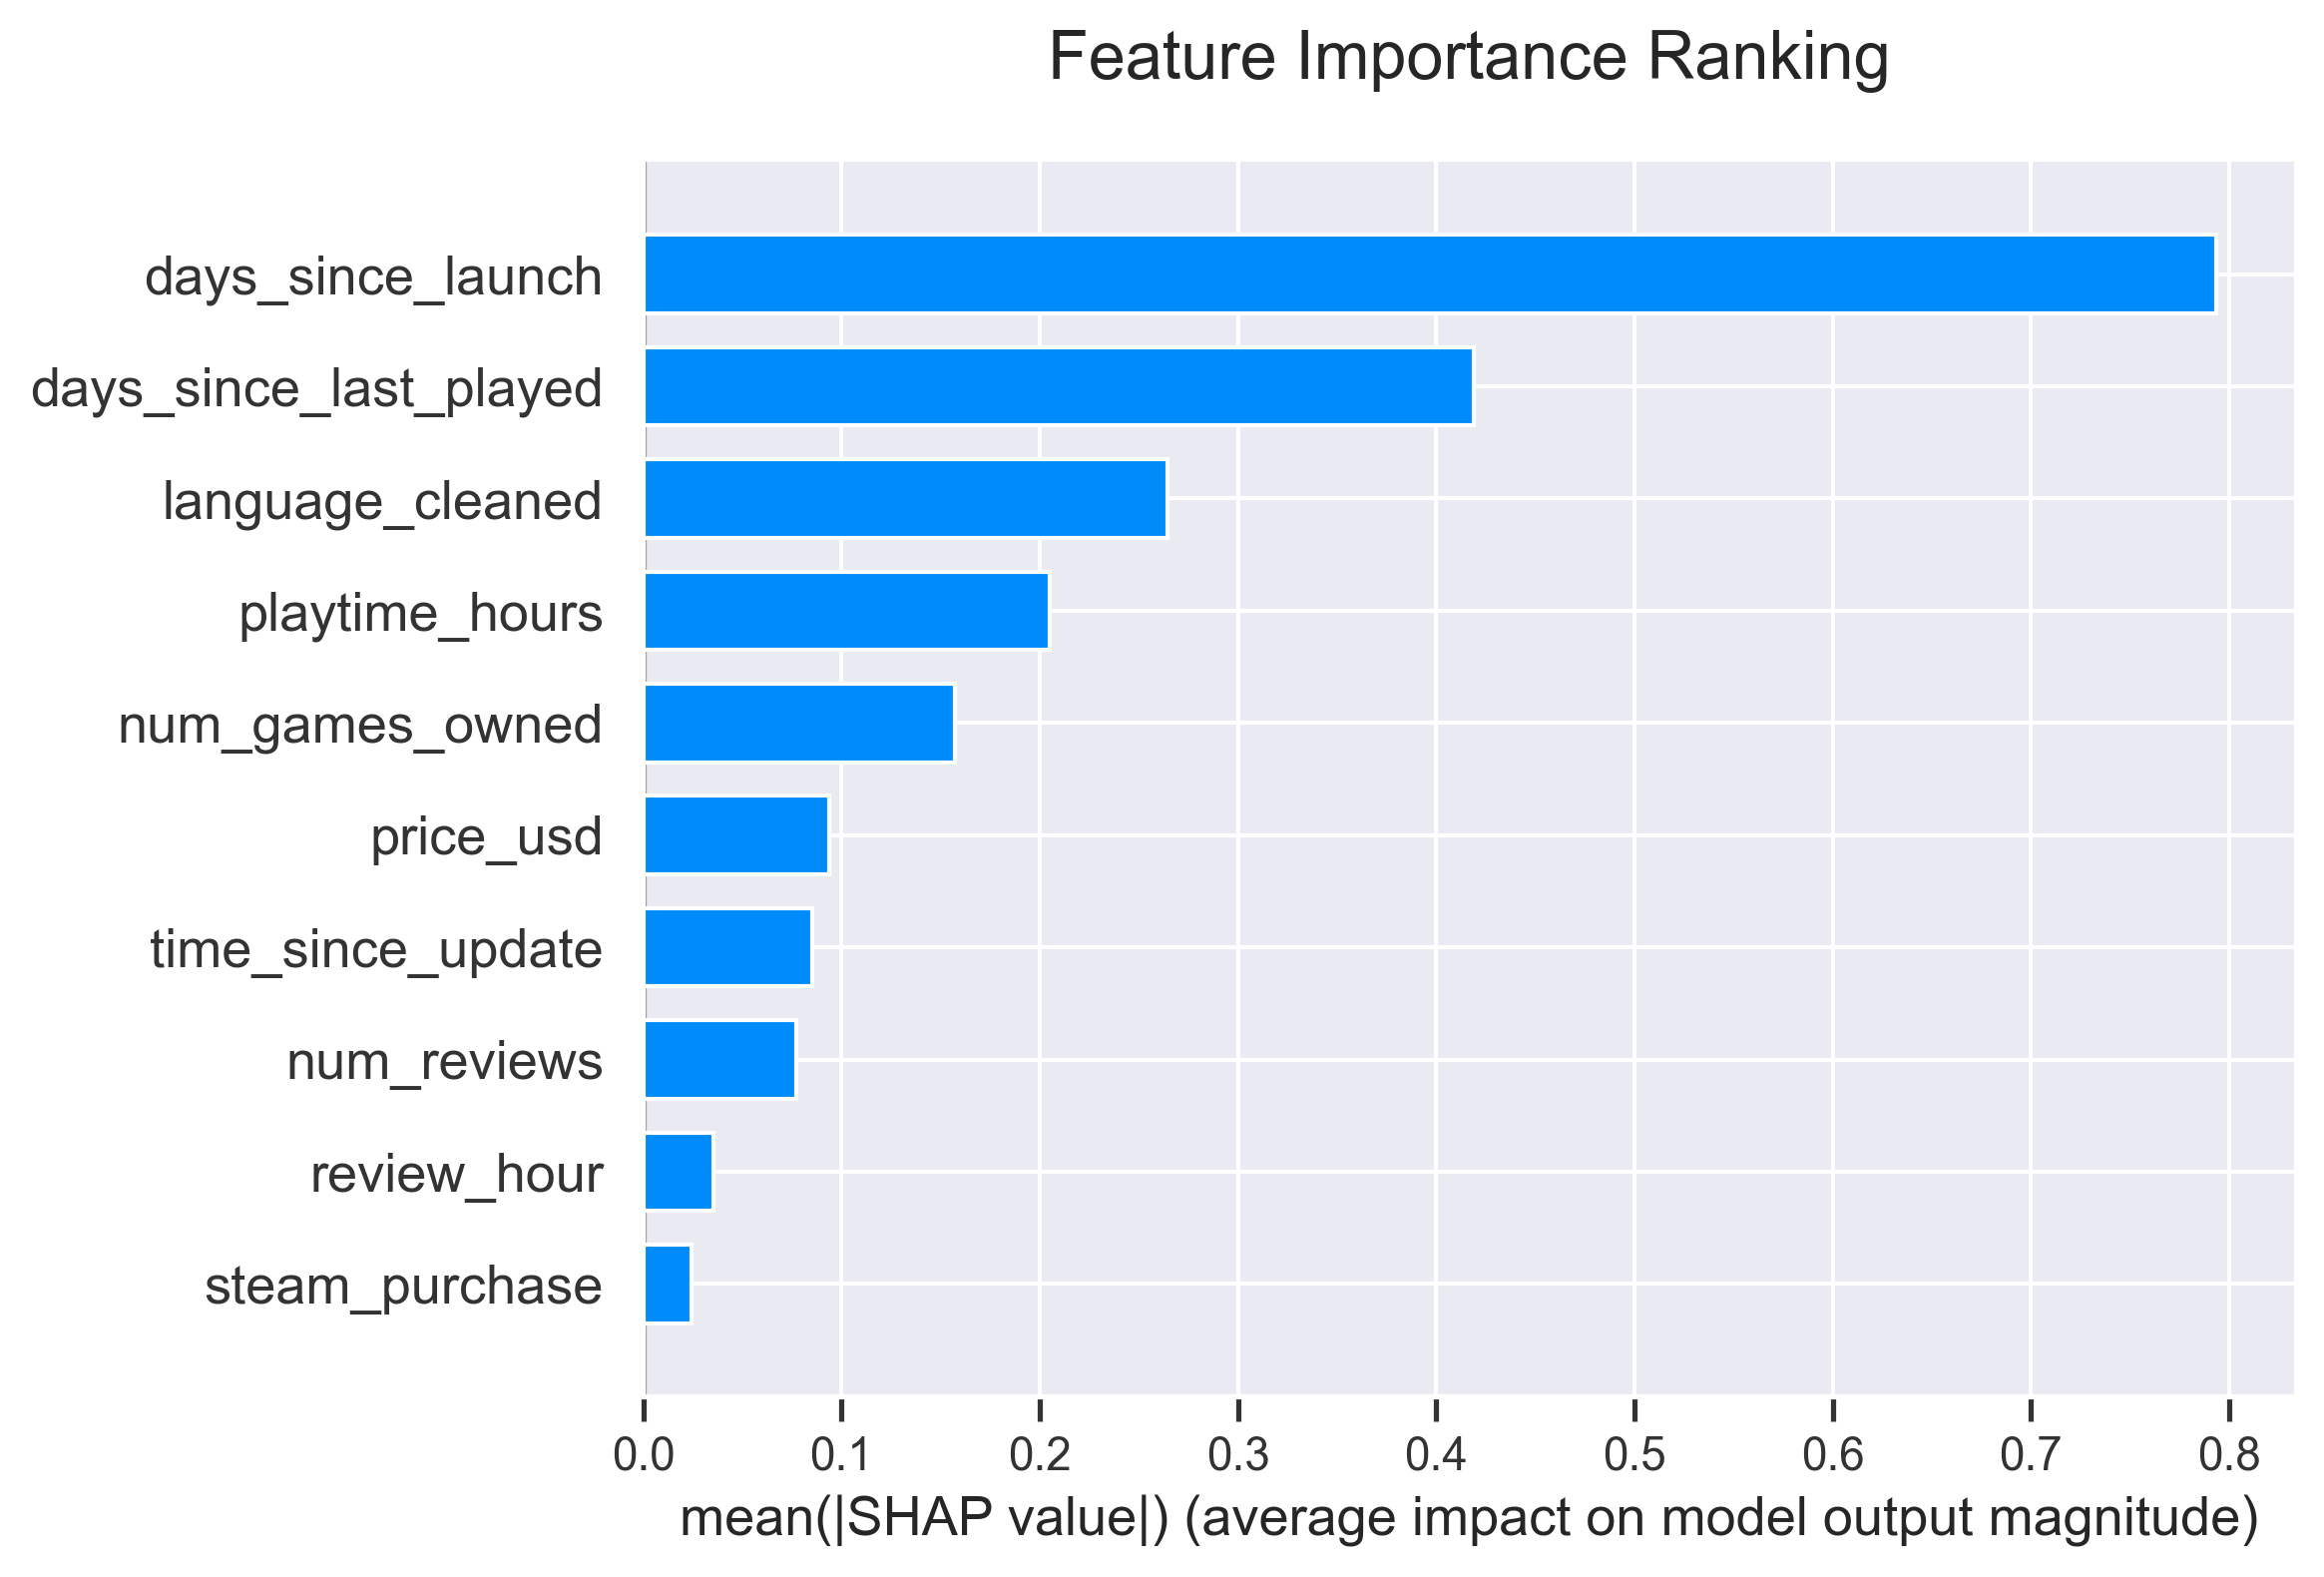 Feature Importance Ranking
days_since_launch
days_since_last_played
language_cleaned
playtime_hours
num_games_owned
price_usd
time_since_update
num_reviews
review_hour
steam_purchase
0.0 0.1 0.2 0.3 0.4 0.5 0.6 0.7 0.8
mean(|SHAP value|) (average impact on model output magnitude)